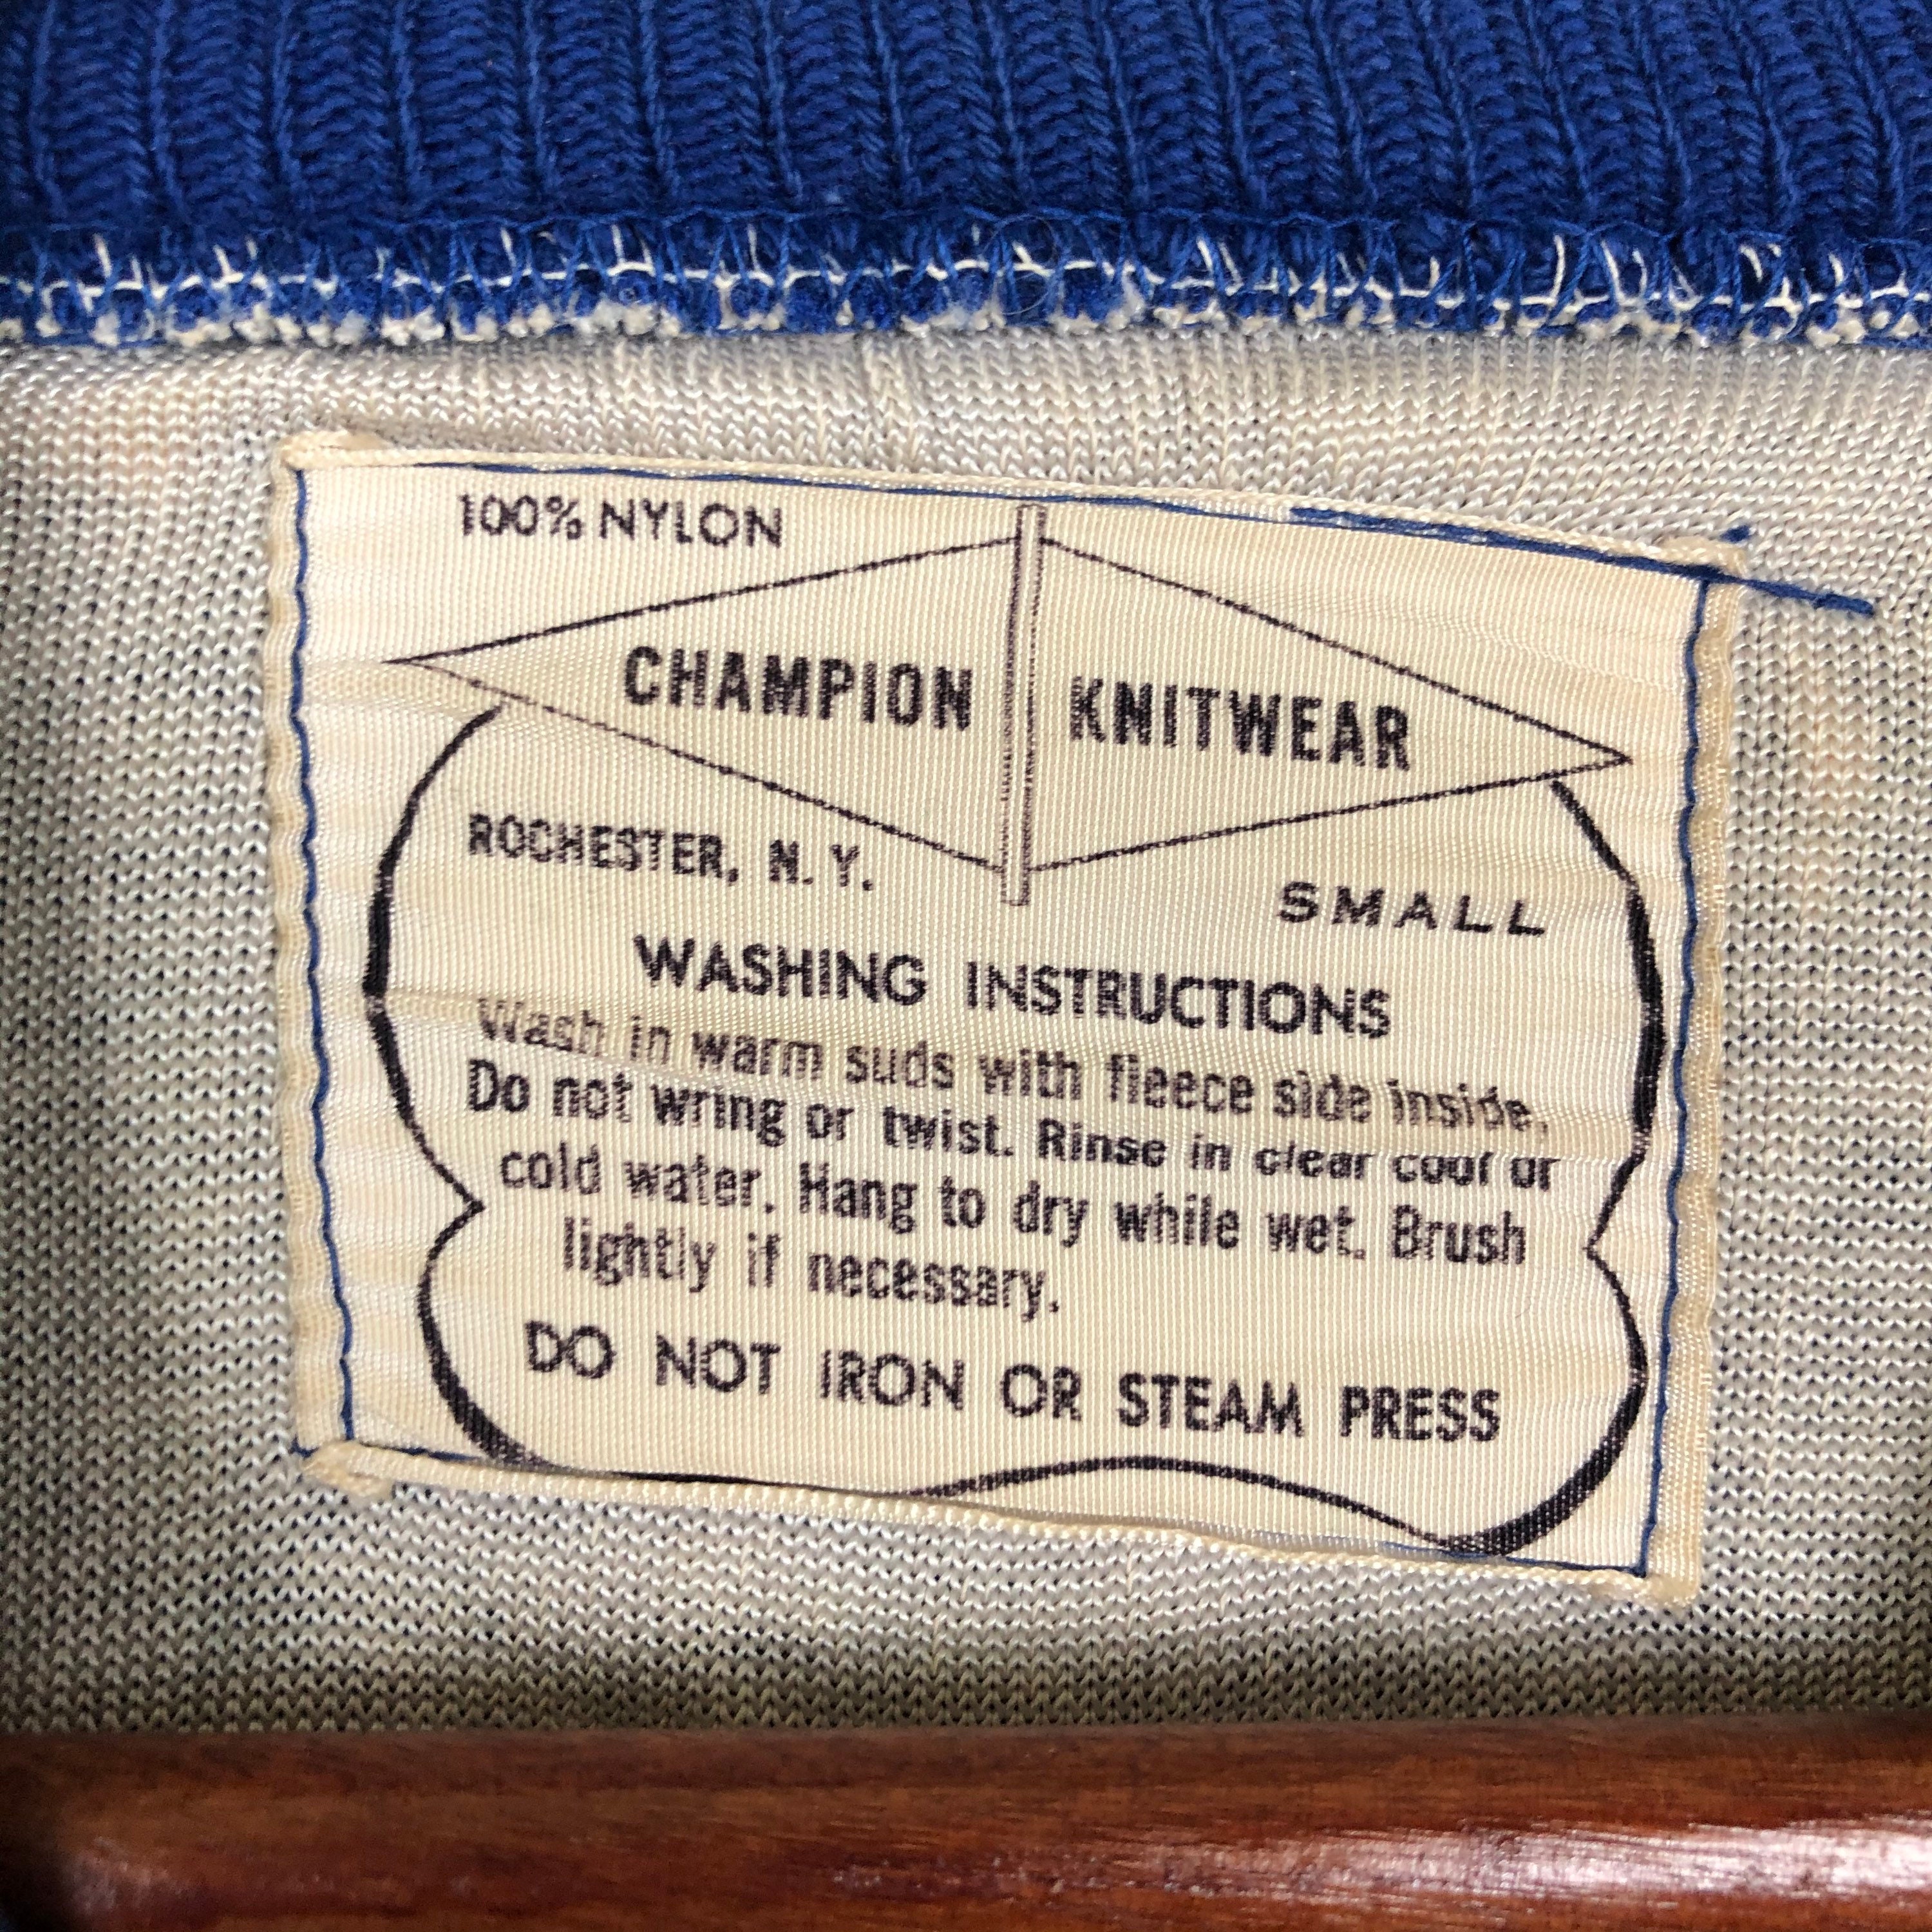 100% NYLON
CHAMPION KNITWEAR
ROCHESTER, N. Y.
SMALL
WASHING INSTRUCTIONS
Wash in warm suds with fleece side inside.
Do not wring or twist. Rinse in clear cool or
cold water. Hang to dry while wet. Brush
lightly if necessary.
DO NOT IRON OR STEAM PRESS